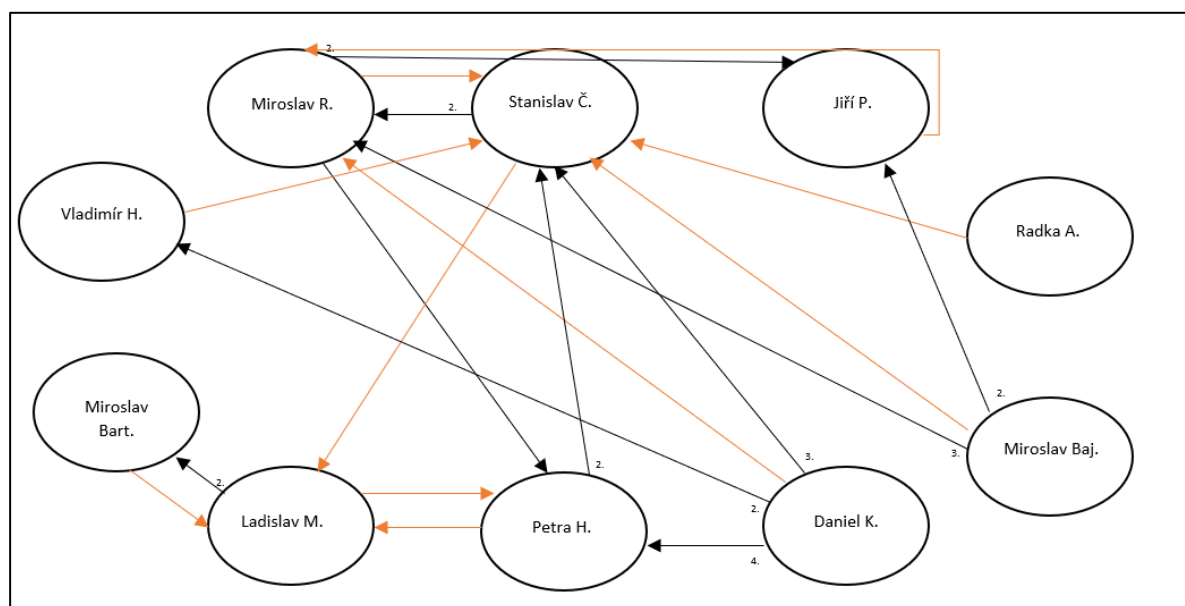 2.
Miroslav R.
Stanislav Č.
Jiří P.
2.
Vladimír H.
Radka A.
2.
Miroslav
Bart.
Miroslav Baj.
3.
3.
2.
2.
2.
Ladislav M.
Petra H.
Daniel K.
4.